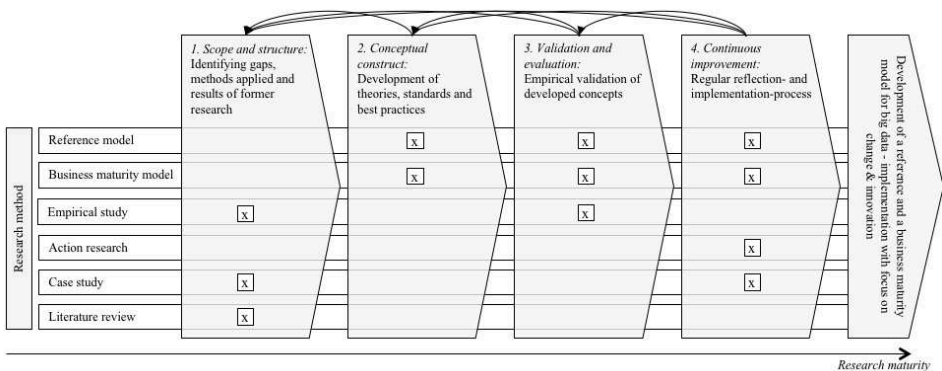 1. Scope and structure:
Identifying gaps,
methods applied and
results of former
research
2. Conceptual
construct:
Development of
theories, standards and
best practices
3. Validation and
evaluation:
Empirical validation of
developed concepts
4. Continuous
improvement:
Regular reflection- and
implementation-process
Development of a reference and a business maturity
model for big data - implementation with focus on
change & innovation
Research method
Reference model
x x x
Business maturity model
x x x
Empirical study
x x
Action research
x
Case study
x x
Literature review
x
Research maturity